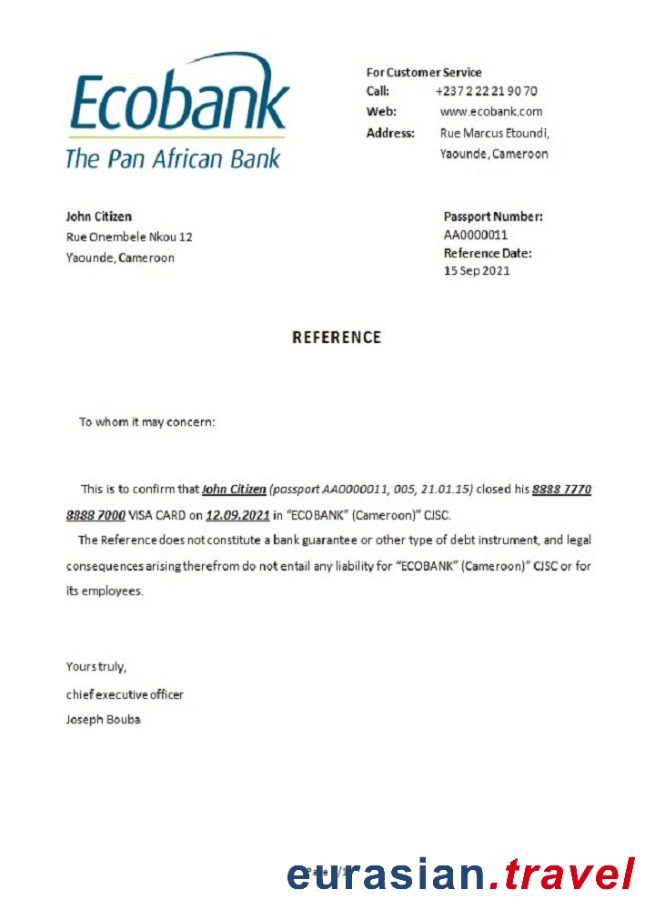 Ecobank
The Pan African Bank
For Customer Service
Call: +237 2 22 21 90 70
Web: www.ecobank.com
Address: Rue Marcus Etoundi,
Yaounde, Cameroon
John Citizen
Rue Onembele Nkou 12
Yaounde, Cameroon
Passport Number:
AA0000011
Reference Date:
15 Sep 2021
REFERENCE
To whom it may concern:
This is to confirm that John Citizen (passport AA0000011, 005, 21.01.15) closed his 8888 7770
8888 7000 VISA CARD on 12.09.2021 in “ECOBANK” (Cameroon)” CJSC.
The Reference does not constitute a bank guarantee or other type of debt instrument, and legal
consequences arising therefrom do not entail any liability for “ECOBANK” (Cameroon)” CJSC or for
its employees.
Yours truly,
chief executive officer
Joseph Bouba
eurasian.travel